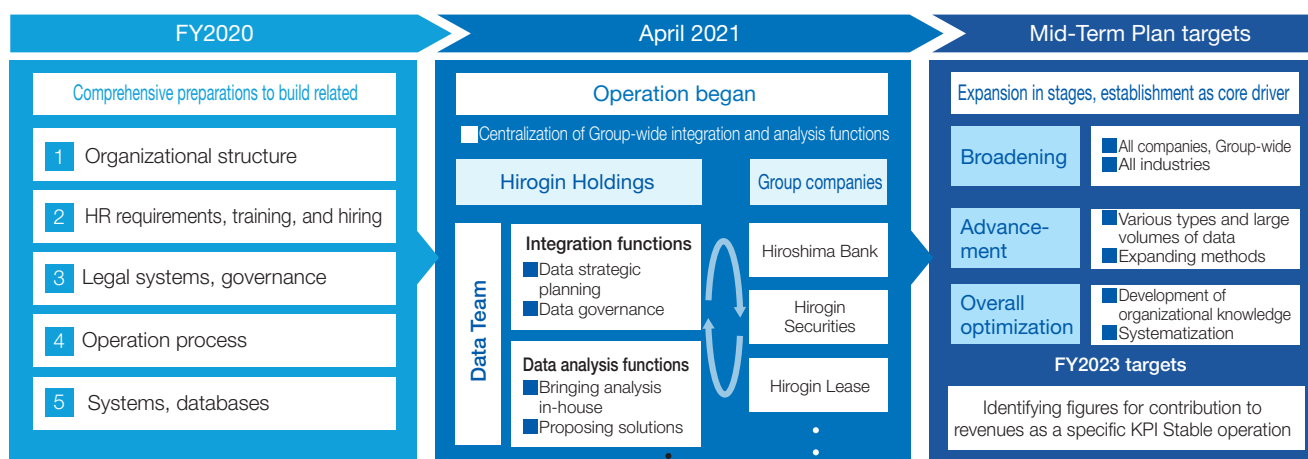 FY2020
Comprehensive preparations to build related
1 Organizational structure
2 HR requirements, training, and hiring
3 Legal systems, governance
4 Operation process
5 Systems, databases
April 2021
Operation began
Centralization of Group-wide integration and analysis functions
Hirogin Holdings
Data Team
Integration functions
Data strategic
planning
Data governance
Data analysis functions
Bringing analysis
in-house
Proposing solutions
Group companies
Hiroshima Bank
Hirogin
Securities
Hirogin Lease
Mid-Term Plan targets
Expansion in stages, establishment as core driver
Broadening
All companies, Group-wide
All industries
Advance-
ment
Various types and large
volumes of data
Expanding methods
Overall
optimization
Development of
organizational knowledge
Systematization
FY2023 targets
Identifying figures for contribution to
revenues as a specific KPI Stable operation